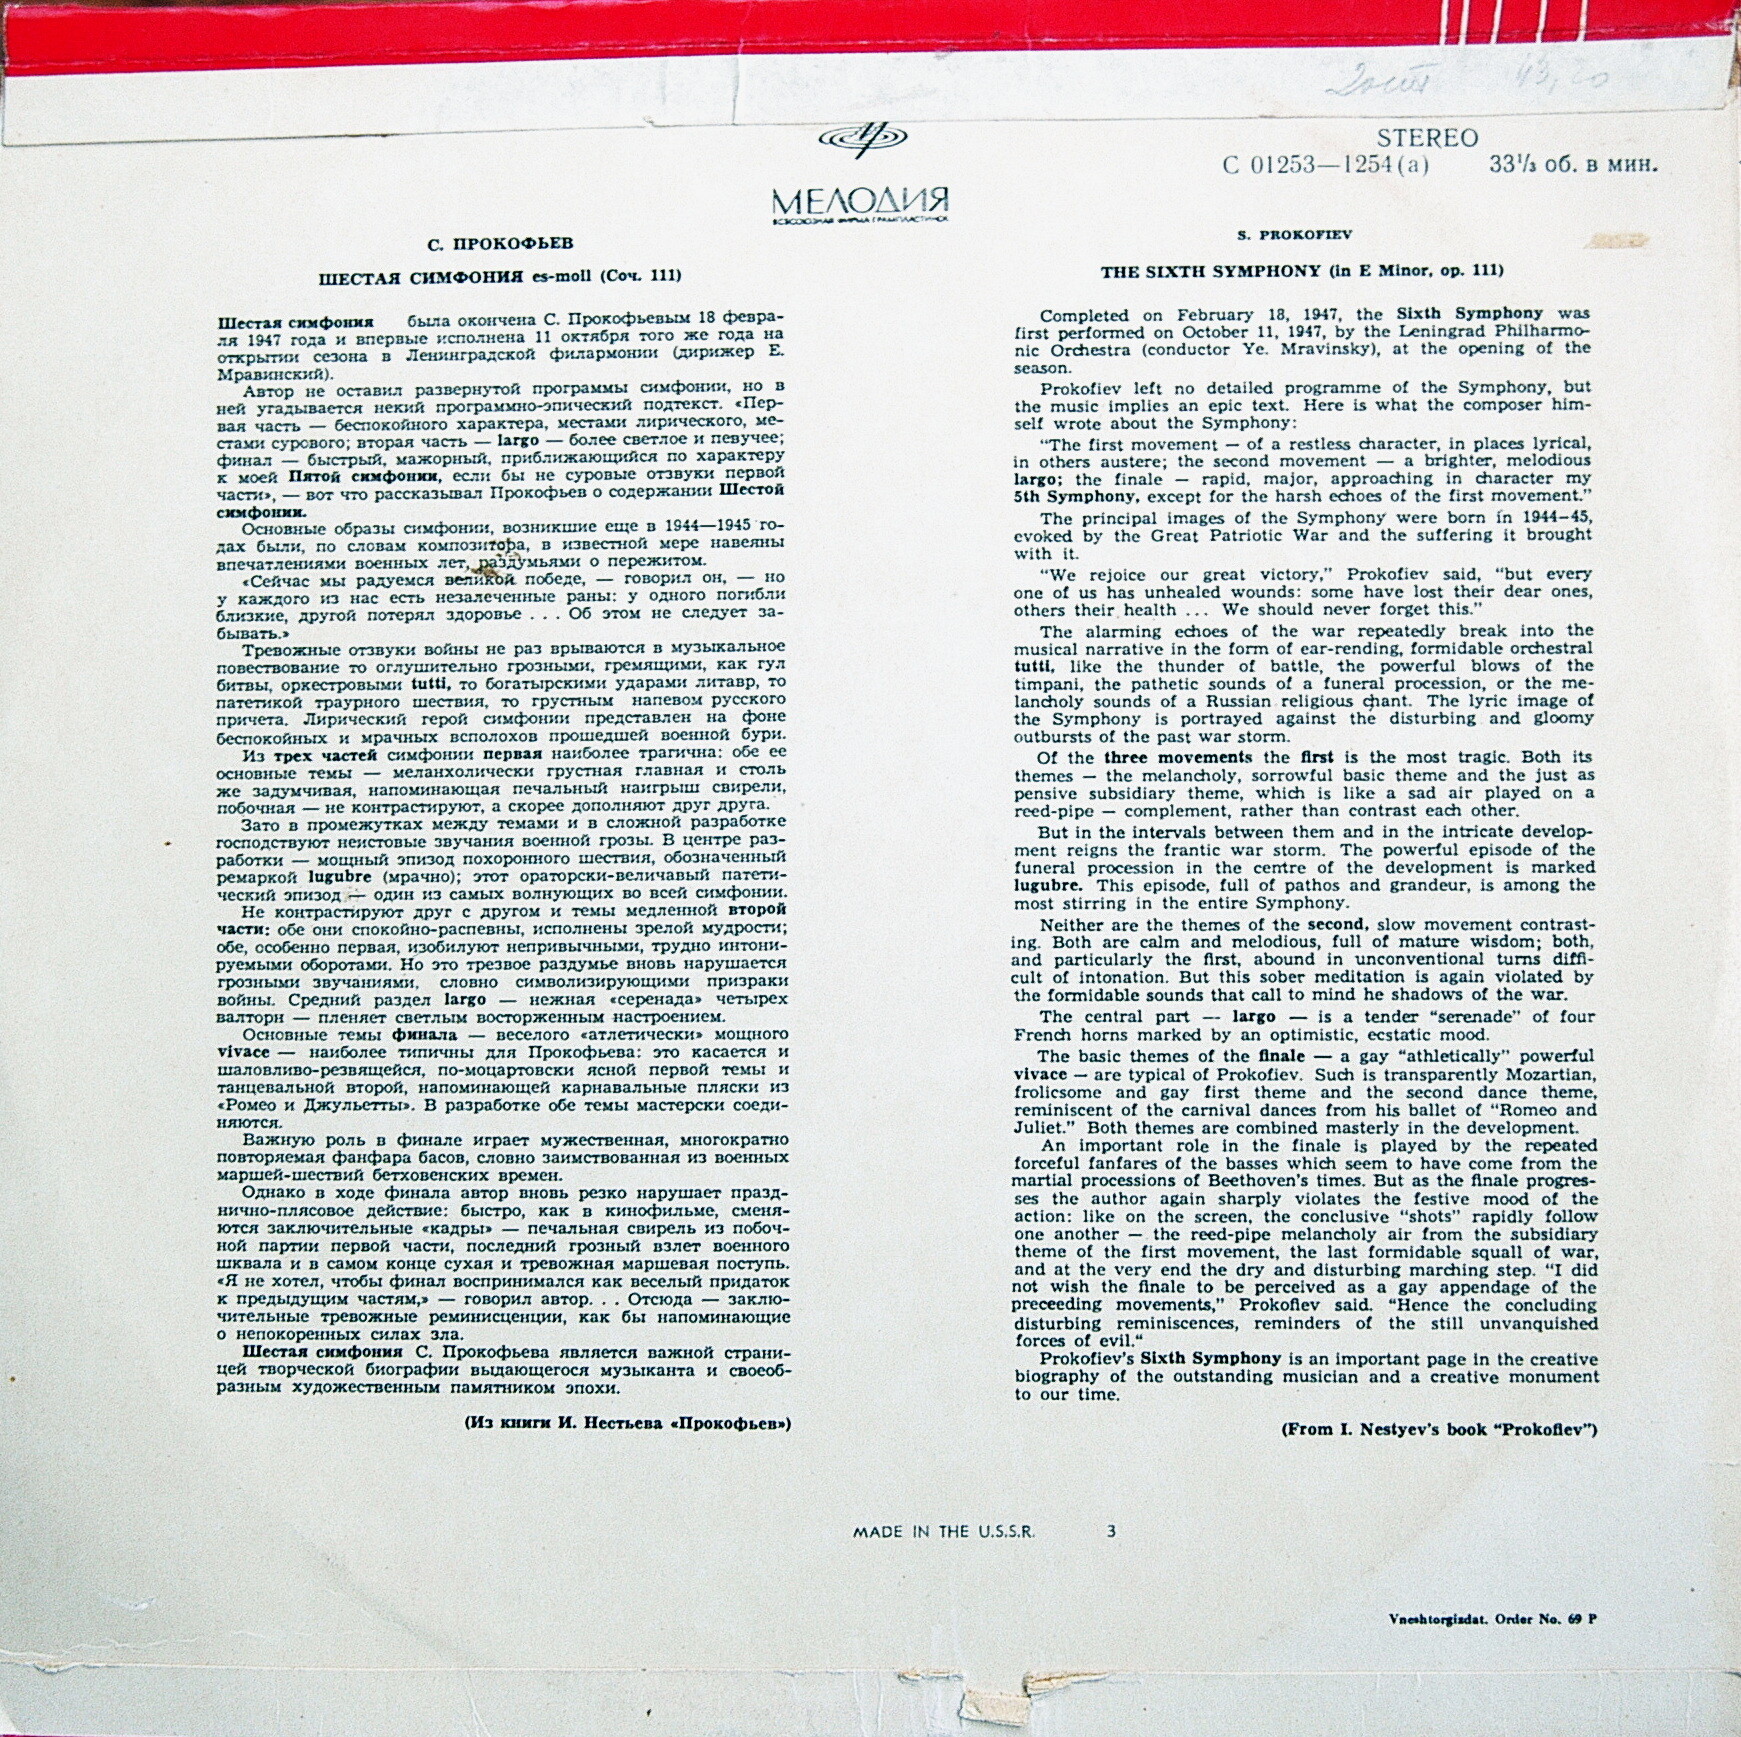 STEREO
С 01253—1254(а) 33⅓ об. в мин.
МЕЛОДИЯ
ВСЕСОЮЗНАЯ ФИРМА ГРАМПЛАСТИНОК
С. ПРОКОФЬЕВ
ШЕСТАЯ СИМФОНИЯ es-moll (Соч. 111)
Шестая симфония была окончена С. Прокофьевым 18 февра-
ля 1947 года и впервые исполнена 11 октября того же года на
открытии сезона в Ленинградской филармонии (дирижер Е.
Мравинский).
Автор не оставил развернутой программы симфонии, но в
ней угадывается некий программно-эпический подтекст. «Пер-
вая часть — беспокойного характера, местами лирического, ме-
стами сурового; вторая часть — largo — более светлое и певучее;
финал — быстрый, мажорный, приближающийся по характеру
к моей Пятой симфонии, если бы не суровые отзвуки первой
части», — вот что рассказывал Прокофьев о содержании Шестой
симфонии.
Основные образы симфонии, возникшие еще в 1944—1945 го-
дах были, по словам композитора, в известной мере навеяны
впечатлениями военных лет, раздумьями о пережитом.
«Сейчас мы радуемся великой победе, — говорил он, — но
у каждого из нас есть незалеченные раны: у одного погибли
близкие, другой потерял здоровье . . . Об этом не следует за-
бывать.»
Тревожные отзвуки войны не раз врываются в музыкальное
повествование то оглушительно грозными, гремящими, как гул
битвы, оркестровыми tutti, то богатырскими ударами литавр, то
патетикой траурного шествия, то грустным напевом русского
причета. Лирический герой симфонии представлен на фоне
беспокойных и мрачных всполохов прошедшей военной бури.
Из трех частей симфонии первая наиболее трагична: обе ее
основные темы — меланхолически грустная главная и столь
же задумчивая, напоминающая печальный наигрыш свирели,
побочная — не контрастируют, а скорее дополняют друг друга.
Зато в промежутках между темами и в сложной разработке
господствуют неистовые звучания военной грозы. В центре раз-
работки — мощный эпизод похоронного шествия, обозначенный
ремаркой lugubre (мрачно); этот ораторски-величавый патети-
ческий эпизод — один из самых волнующих во всей симфонии.
Не контрастируют друг с другом и темы медленной второй
части: обе они спокойно-распевны, исполнены зрелой мудрости;
обе, особенно первая, изобилуют непривычными, трудно интони-
руемыми оборотами. Но это трезвое раздумье вновь нарушается
грозными звучаниями, словно символизирующими призраки
войны. Средний раздел largo — нежная «серенада» четырех
валторн — пленяет светлым восторженным настроением.
Основные темы финала — веселого «атлетически» мощного
vivace — наиболее типичны для Прокофьева: это касается и
шаловливо-резвящейся, по-моцартовски ясной первой темы и
танцевальной второй, напоминающей карнавальные пляски из
«Ромео и Джульетты». В разработке обе темы мастерски соеди-
няются.
Важную роль в финале играет мужественная, многократно
повторяемая фанфара басов, словно заимствованная из военных
маршей-шествий бетховенских времен.
Однако в ходе финала автор вновь резко нарушает празд-
нично-плясовое действие: быстро, как в кинофильме, сменя-
ются заключительные «кадры» — печальная свирель из побоч-
ной партии первой части, последний грозный взлет военного
шквала и в самом конце сухая и тревожная маршевая поступь.
«Я не хотел, чтобы финал воспринимался как веселый придаток
к предыдущим частям,» — говорил автор. . . Отсюда — заклю-
чительные тревожные реминисценции, как бы напоминающие
о непокоренных силах зла.
Шестая симфония С. Прокофьева является важной страни-
цей творческой биографии выдающегося музыканта и своеоб-
разным художественным памятником эпохи.
(Из книги И. Нестьева «Прокофьев»)
S. PROKOFIEV
THE SIXTH SYMPHONY (in E Minor, op. 111)
Completed on February 18, 1947, the Sixth Symphony was
first performed on October 11, 1947, by the Leningrad Philharmo-
nic Orchestra (conductor Ye. Mravinsky), at the opening of the
season.
Prokofiev left no detailed programme of the Symphony, but
the music implies an epic text. Here is what the composer him-
self wrote about the Symphony:
“The first movement — of a restless character, in places lyrical,
in others austere; the second movement — a brighter, melodious
largo; the finale — rapid, major, approaching in character my
5th Symphony, except for the harsh echoes of the first movement.”
The principal images of the Symphony were born in 1944-45,
evoked by the Great Patriotic War and the suffering it brought
with it.
“We rejoice our great victory,” Prokofiev said, “but every
one of us has unhealed wounds: some have lost their dear ones,
others their health ... We should never forget this.”
The alarming echoes of the war repeatedly break into the
musical narrative in the form of ear-rending, formidable orchestral
tutti, like the thunder of battle, the powerful blows of the
timpani, the pathetic sounds of a funeral procession, or the me-
lancholy sounds of a Russian religious chant. The lyric image of
the Symphony is portrayed against the disturbing and gloomy
outbursts of the past war storm.
Of the three movements the first is the most tragic. Both its
themes — the melancholy, sorrowful basic theme and the just as
pensive subsidiary theme, which is like a sad air played on a
reed-pipe — complement, rather than contrast each other.
But in the intervals between them and in the intricate develop-
ment reigns the frantic war storm. The powerful episode of the
funeral procession in the centre of the development is marked
lugubre. This episode, full of pathos and grandeur, is among the
most stirring in the entire Symphony.
Neither are the themes of the second, slow movement contrast-
ing. Both are calm and melodious, full of mature wisdom; both,
and particularly the first, abound in unconventional turns diffi-
cult of intonation. But this sober meditation is again violated by
the formidable sounds that call to mind he shadows of the war.
The central part — largo — is a tender “serenade” of four
French horns marked by an optimistic, ecstatic mood.
The basic themes of the finale — a gay “athletically” powerful
vivace — are typical of Prokofiev. Such is transparently Mozartian,
frolicsome and gay first theme and the second dance theme,
reminiscent of the carnival dances from his ballet of “Romeo and
Juliet.” Both themes are combined masterly in the development.
An important role in the finale is played by the repeated
forceful fanfares of the basses which seem to have come from the
martial processions of Beethoven's times. But as the finale progres-
ses the author again sharply violates the festive mood of the
action: like on the screen, the conclusive “shots” rapidly follow
one another — the reed-pipe melancholy air from the subsidiary
theme of the first movement, the last formidable squall of war,
and at the very end the dry and disturbing marching step. “I did
not wish the finale to be perceived as a gay appendage of the
preceeding movements,” Prokofiev said. “Hence the concluding
disturbing reminiscences, reminders of the still unvanquished
forces of evil.“
Prokofiev's Sixth Symphony is an important page in the creative
biography of the outstanding musician and a creative monument
to our time.
(From I. Nestyev's book “Prokofiev”)
MADE IN THE U.S.S.R. 3
Vneshtorgizdat. Order No. 69 P